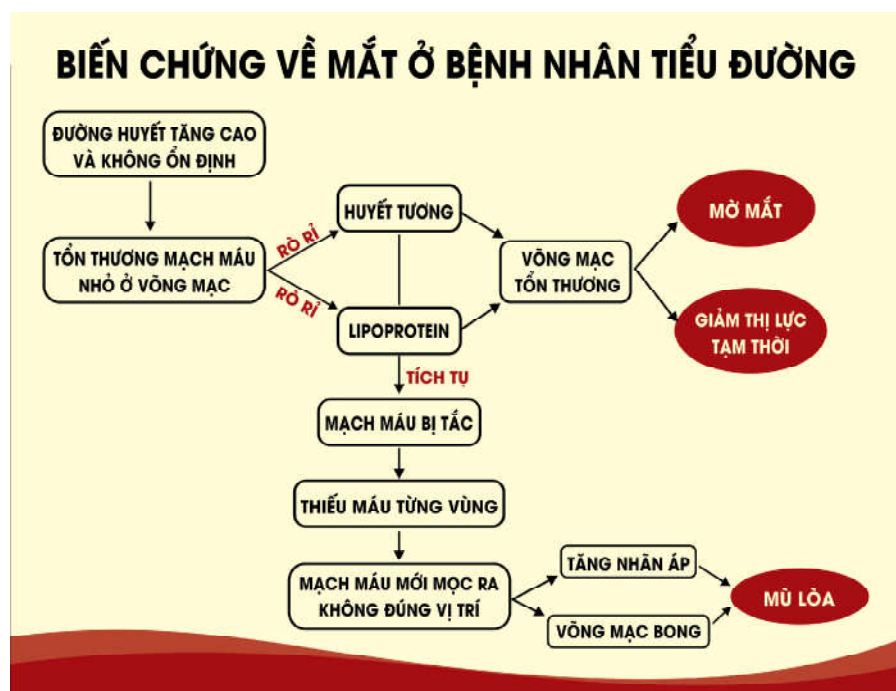 BIẾN CHỨNG VỀ MẮT Ở BỆNH NHÂN TIỂU ĐƯỜNG
ĐƯỜNG HUYẾT TĂNG CAO
VÀ KHÔNG ỔN ĐỊNH
TỔN THƯƠNG MẠCH MÁU
NHỎ Ở VÕNG MẠC
RÒ RỈ
RÒ RỈ
HUYẾT TƯƠNG
LIPOPROTEIN
VÕNG MẠC
TỔN THƯƠNG
MỜ MẮT
GIẢM THỊ LỰC
TẠM THỜI
TÍCH TỤ
MẠCH MÁU BỊ TẮC
THIẾU MÁU TỪNG VÙNG
MẠCH MÁU MỚI MỌC RA
KHÔNG ĐÚNG VỊ TRÍ
TĂNG NHÃN ÁP
VÕNG MẠC BONG
MÙ LÒA